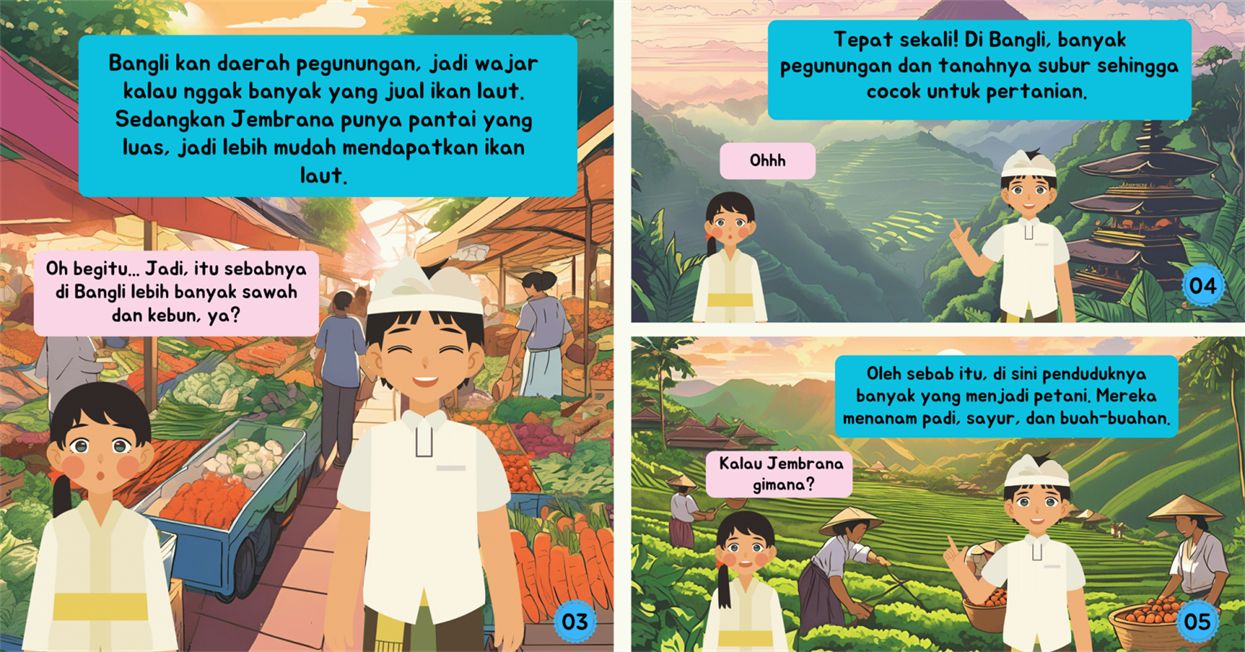 Bangli kan daerah pegunungan, jadi wajar
kalau nggak banyak yang jual ikan laut.
Sedangkan Jembrana punya pantai yang
luas, jadi lebih mudah mendapatkan ikan
laut.
Oh begitu... Jadi, itu sebabnya
di Bangli lebih banyak sawah
dan kebun, ya?
03
Tepat sekali! Di Bangli, banyak
pegunungan dan tanahnya subur sehingga
cocok untuk pertanian.
Ohhh
04
Oleh sebab itu, di sini penduduknya
banyak yang menjadi petani. Mereka
menanam padi, sayur, dan buah-buahan.
Kalau Jembrana
gimana?
05